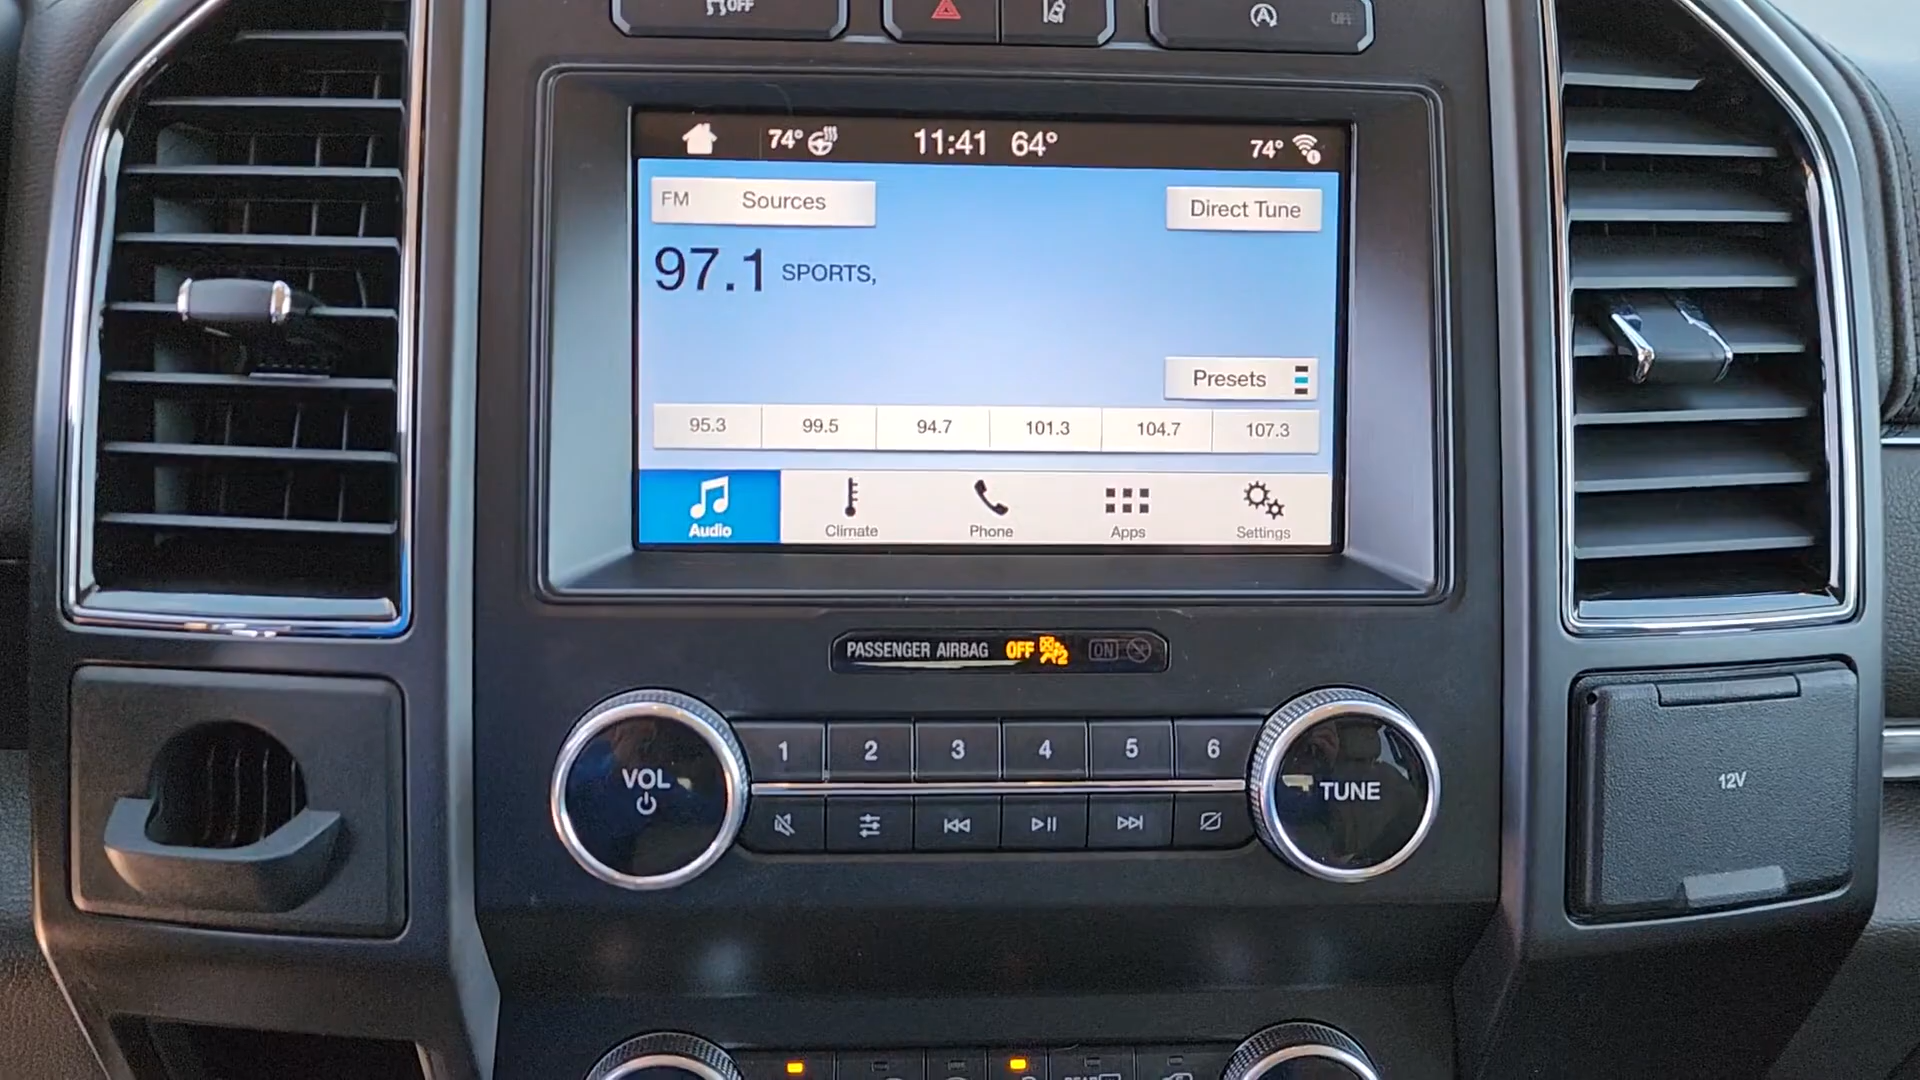 OFF
A OFF
74° 11:41 64° 74°
FM Sources
Direct Tune
97.1 SPORTS,
Presets
95.3 99.5 94.7 101.3 104.7 107.3
Audio Climate Phone Apps Settings
PASSENGER AIRBAG OFF 2 ON
1 2 3 4 5 6
VOL
TUNE
12V